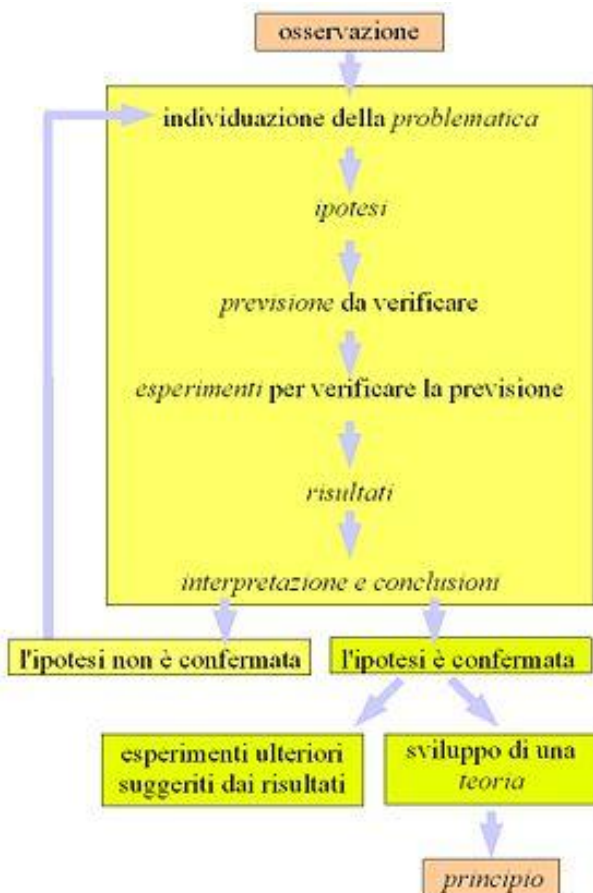 osservazione
individuazione della problematica
ipotesi
previsione da verificare
esperimenti per verificare la previsione
risultati
interpretazione e conclusioni
l'ipotesi non è confermata
l'ipotesi è confermata
esperimenti ulteriori
suggeriti dai risultati
sviluppo di una
teoria
principio